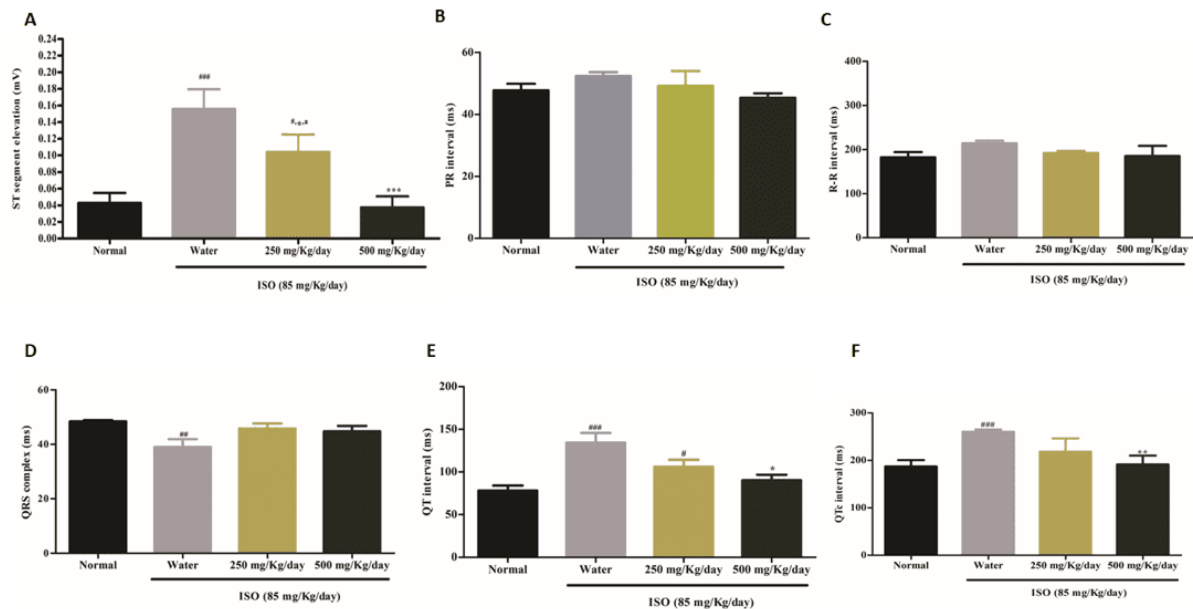 A
ST segment elevation (mV)
0.24
0.22
0.20
0.18
0.16
0.14
0.12
0.10
0.08
0.06
0.04
0.02
0.00
###
***
Normal Water 250 mg/Kg/day 500 mg/Kg/day
ISO (85 mg/Kg/day)
B
PR interval (ms)
60
40
20
0
Normal Water 250 mg/Kg/day 500 mg/Kg/day
ISO (85 mg/Kg/day)
C
R-R interval (ms)
400
300
200
100
0
Normal Water 250 mg/Kg/day 500 mg/Kg/day
ISO (85 mg/Kg/day)
D
QRS complex (ms)
60
40
20
0
##
Normal Water 250 mg/Kg/day 500 mg/Kg/day
ISO (85 mg/Kg/day)
E
QT interval (ms)
200
150
100
50
0
###
#
*
Normal Water 250 mg/Kg/day 500 mg/Kg/day
ISO (85 mg/Kg/day)
F
QTc interval (ms)
300
200
100
0
###
**
Normal Water 250 mg/Kg/day 500 mg/Kg/day
ISO (85 mg/Kg/day)